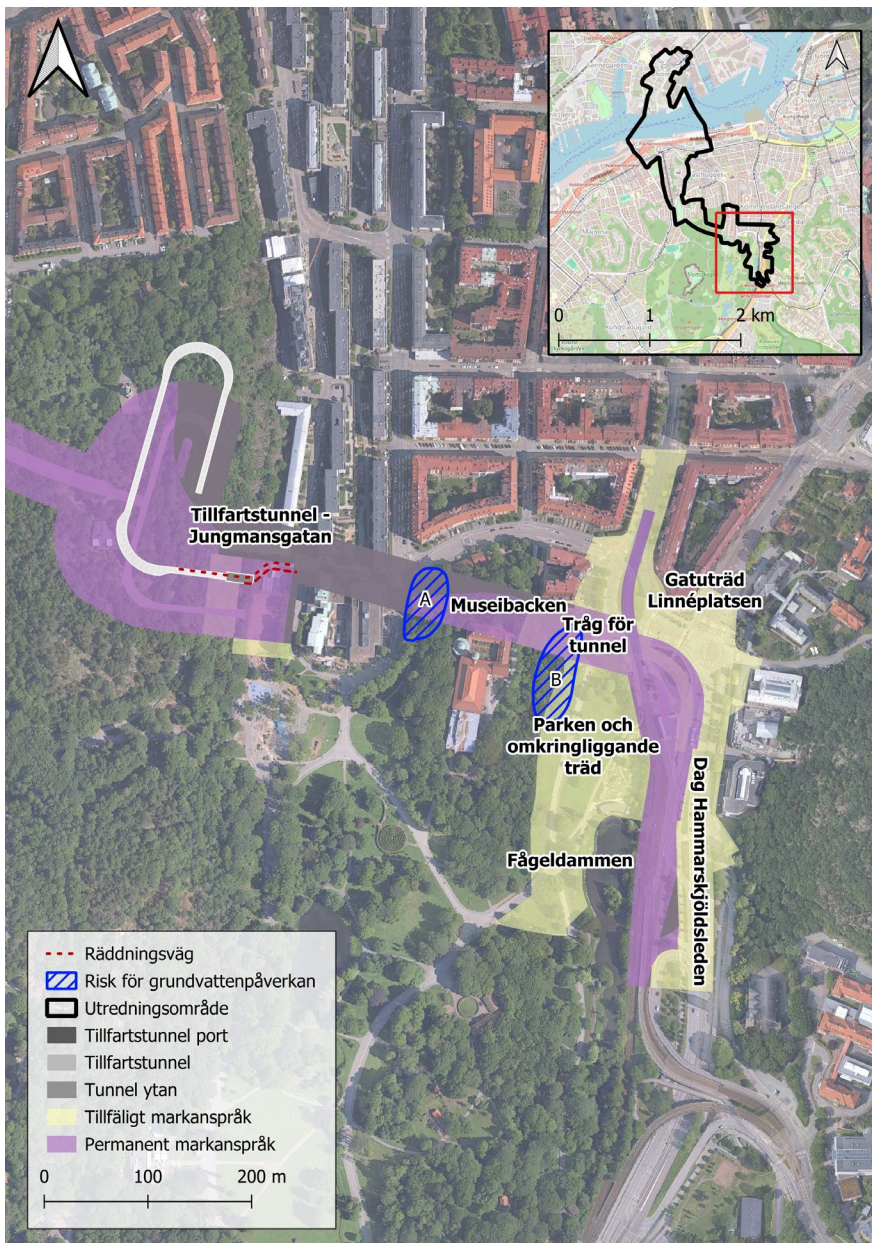 0 1 2 km
Tillfartstunnel -
Jungmansgatan
A
Museibacken
Gatuträd
Linnéplatsen
Tråg för
tunnel
B
Parken och
omkringliggande
träd
Dag Hammarskjöldsleden
Fågeldammen
Räddningsväg
Risk för grundvattenpåverkan
Utredningsområde
Tillfartstunnel port
Tillfartstunnel
Tunnel ytan
Tillfäligt markanspråk
Permanent markanspråk
0 100 200 m